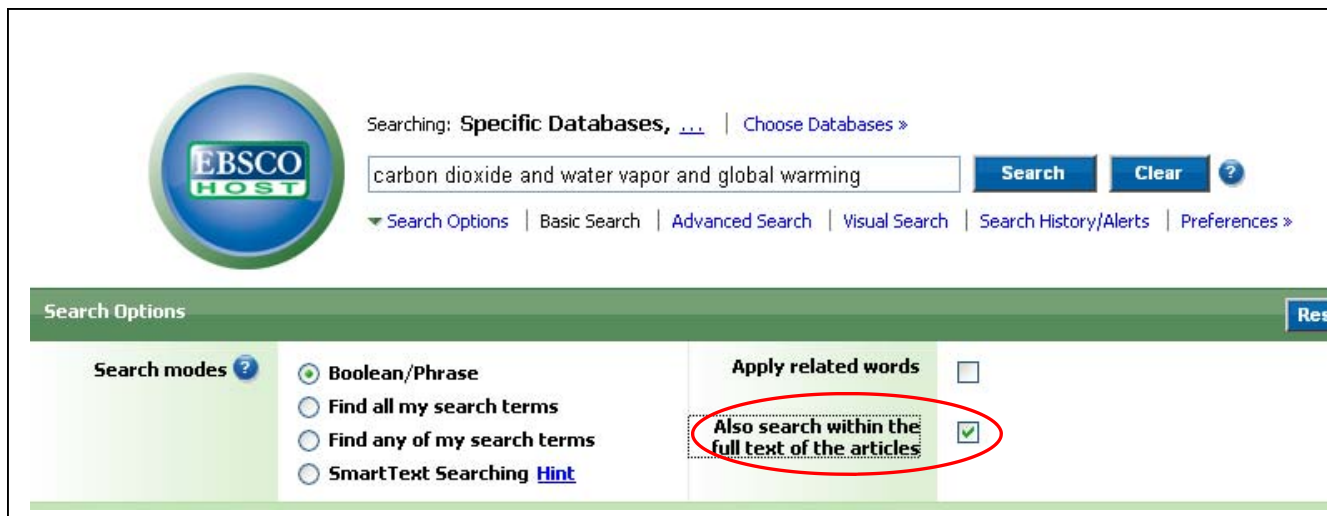 Searching: Specific Databases, ... | Choose Databases »
EBSCO
HOST
carbon dioxide and water vapor and global warming
Search
Clear
?
Search Options | Basic Search | Advanced Search | Visual Search | Search History/Alerts | Preferences »
Search Options
Res
Search modes ?
Boolean/Phrase
Find all my search terms
Find any of my search terms
SmartText Searching Hint
Apply related words
Also search within the
full text of the articles